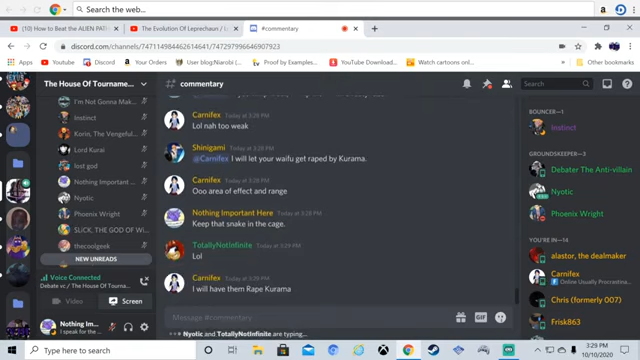 Search the web...
(10) How to Beat the ALIEN PAT
The Evolution Of Leprechaun / L
#commentary
discord.com/channels/747119844626146414/747297996646907923
Discord
Your Orders
Blog by User:Narobi (
Proof by Examples...
YouTube Download...
Watch cartoons onl...
Other bookmarks
The House Of Tourname...
# commentary
Search
I'm Not Gonna Mak...
Instinct
Korin, The Vengeful...
Lord Kurai
lost god
Nothing Important...
Nyotic
Phoenix Wright
SLICK, THE GOD OF WI
thecoolgeek
NEW UNREADS
Voice Connected
Debate vc / The House Of Tourna...
Video
Screen
Nothing Im...
I speak for the...
Carnifex Today at 3:28 PM
Lol nah too weak
Shinigami Today at 3:28 PM
@Carnifex I will let your waifu get raped by Kurama.
Carnifex Today at 3:28 PM
Ooo area of effect and range
Nothing Important Here Today at 3:28 PM
Keep that snake in the cage.
TotallyNotInfinite Today at 3:29 PM
Lol
Carnifex Today at 3:29 PM
I will have them Rape Kurama
Message #commentary
GIF
Nyotic and TotallyNotInfinite are typing...
BOUNCER—1
Instinct
GROUNDSKEEPER—3
Debater The Anti-villain
Nyotic
Phoenix Wright
YOU'RE IN—14
alastor, the dealmaker
Carnifex
Online Usually Procrastinat
Chris (formerly 007)
Frisk863
Type here to search
3:29 PM
10/10/2020